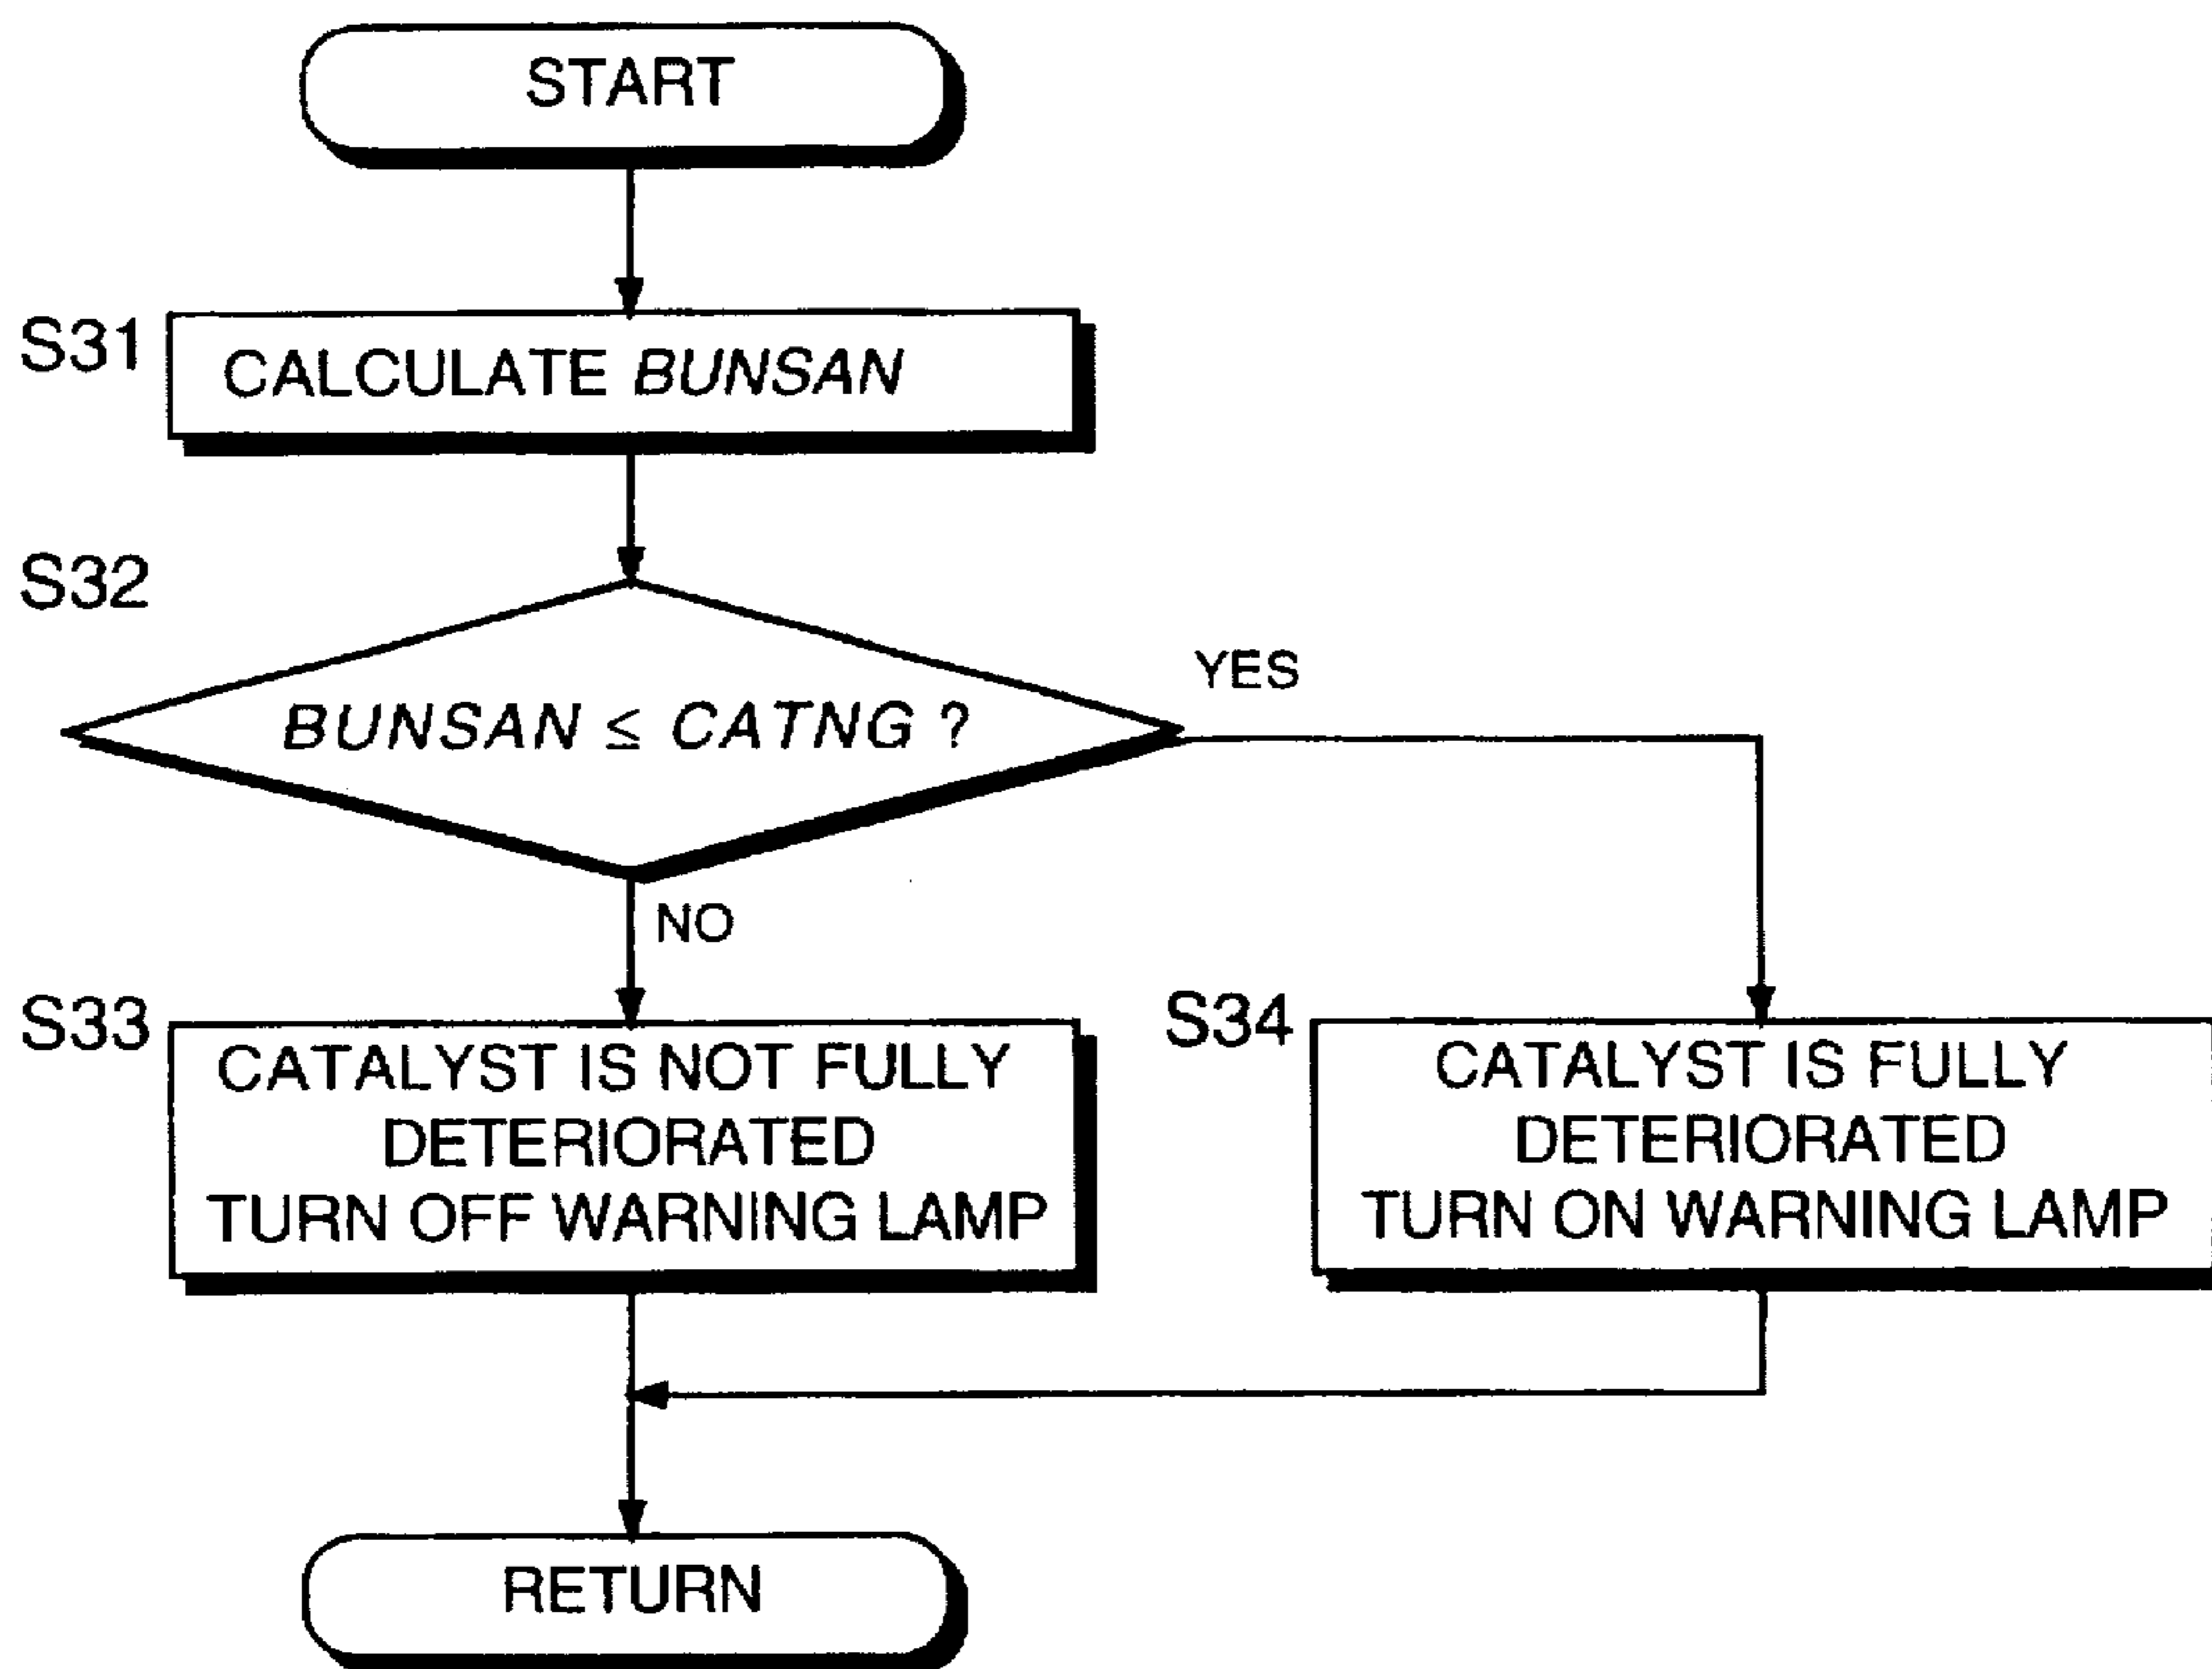 START
S31
CALCULATE BUNSAN
S32
BUNSAN ≤ CATNG ?
YES
NO
S33
CATALYST IS NOT FULLY
DETERIORATED
TURN OFF WARNING LAMP
S34
CATALYST IS FULLY
DETERIORATED
TURN ON WARNING LAMP
RETURN